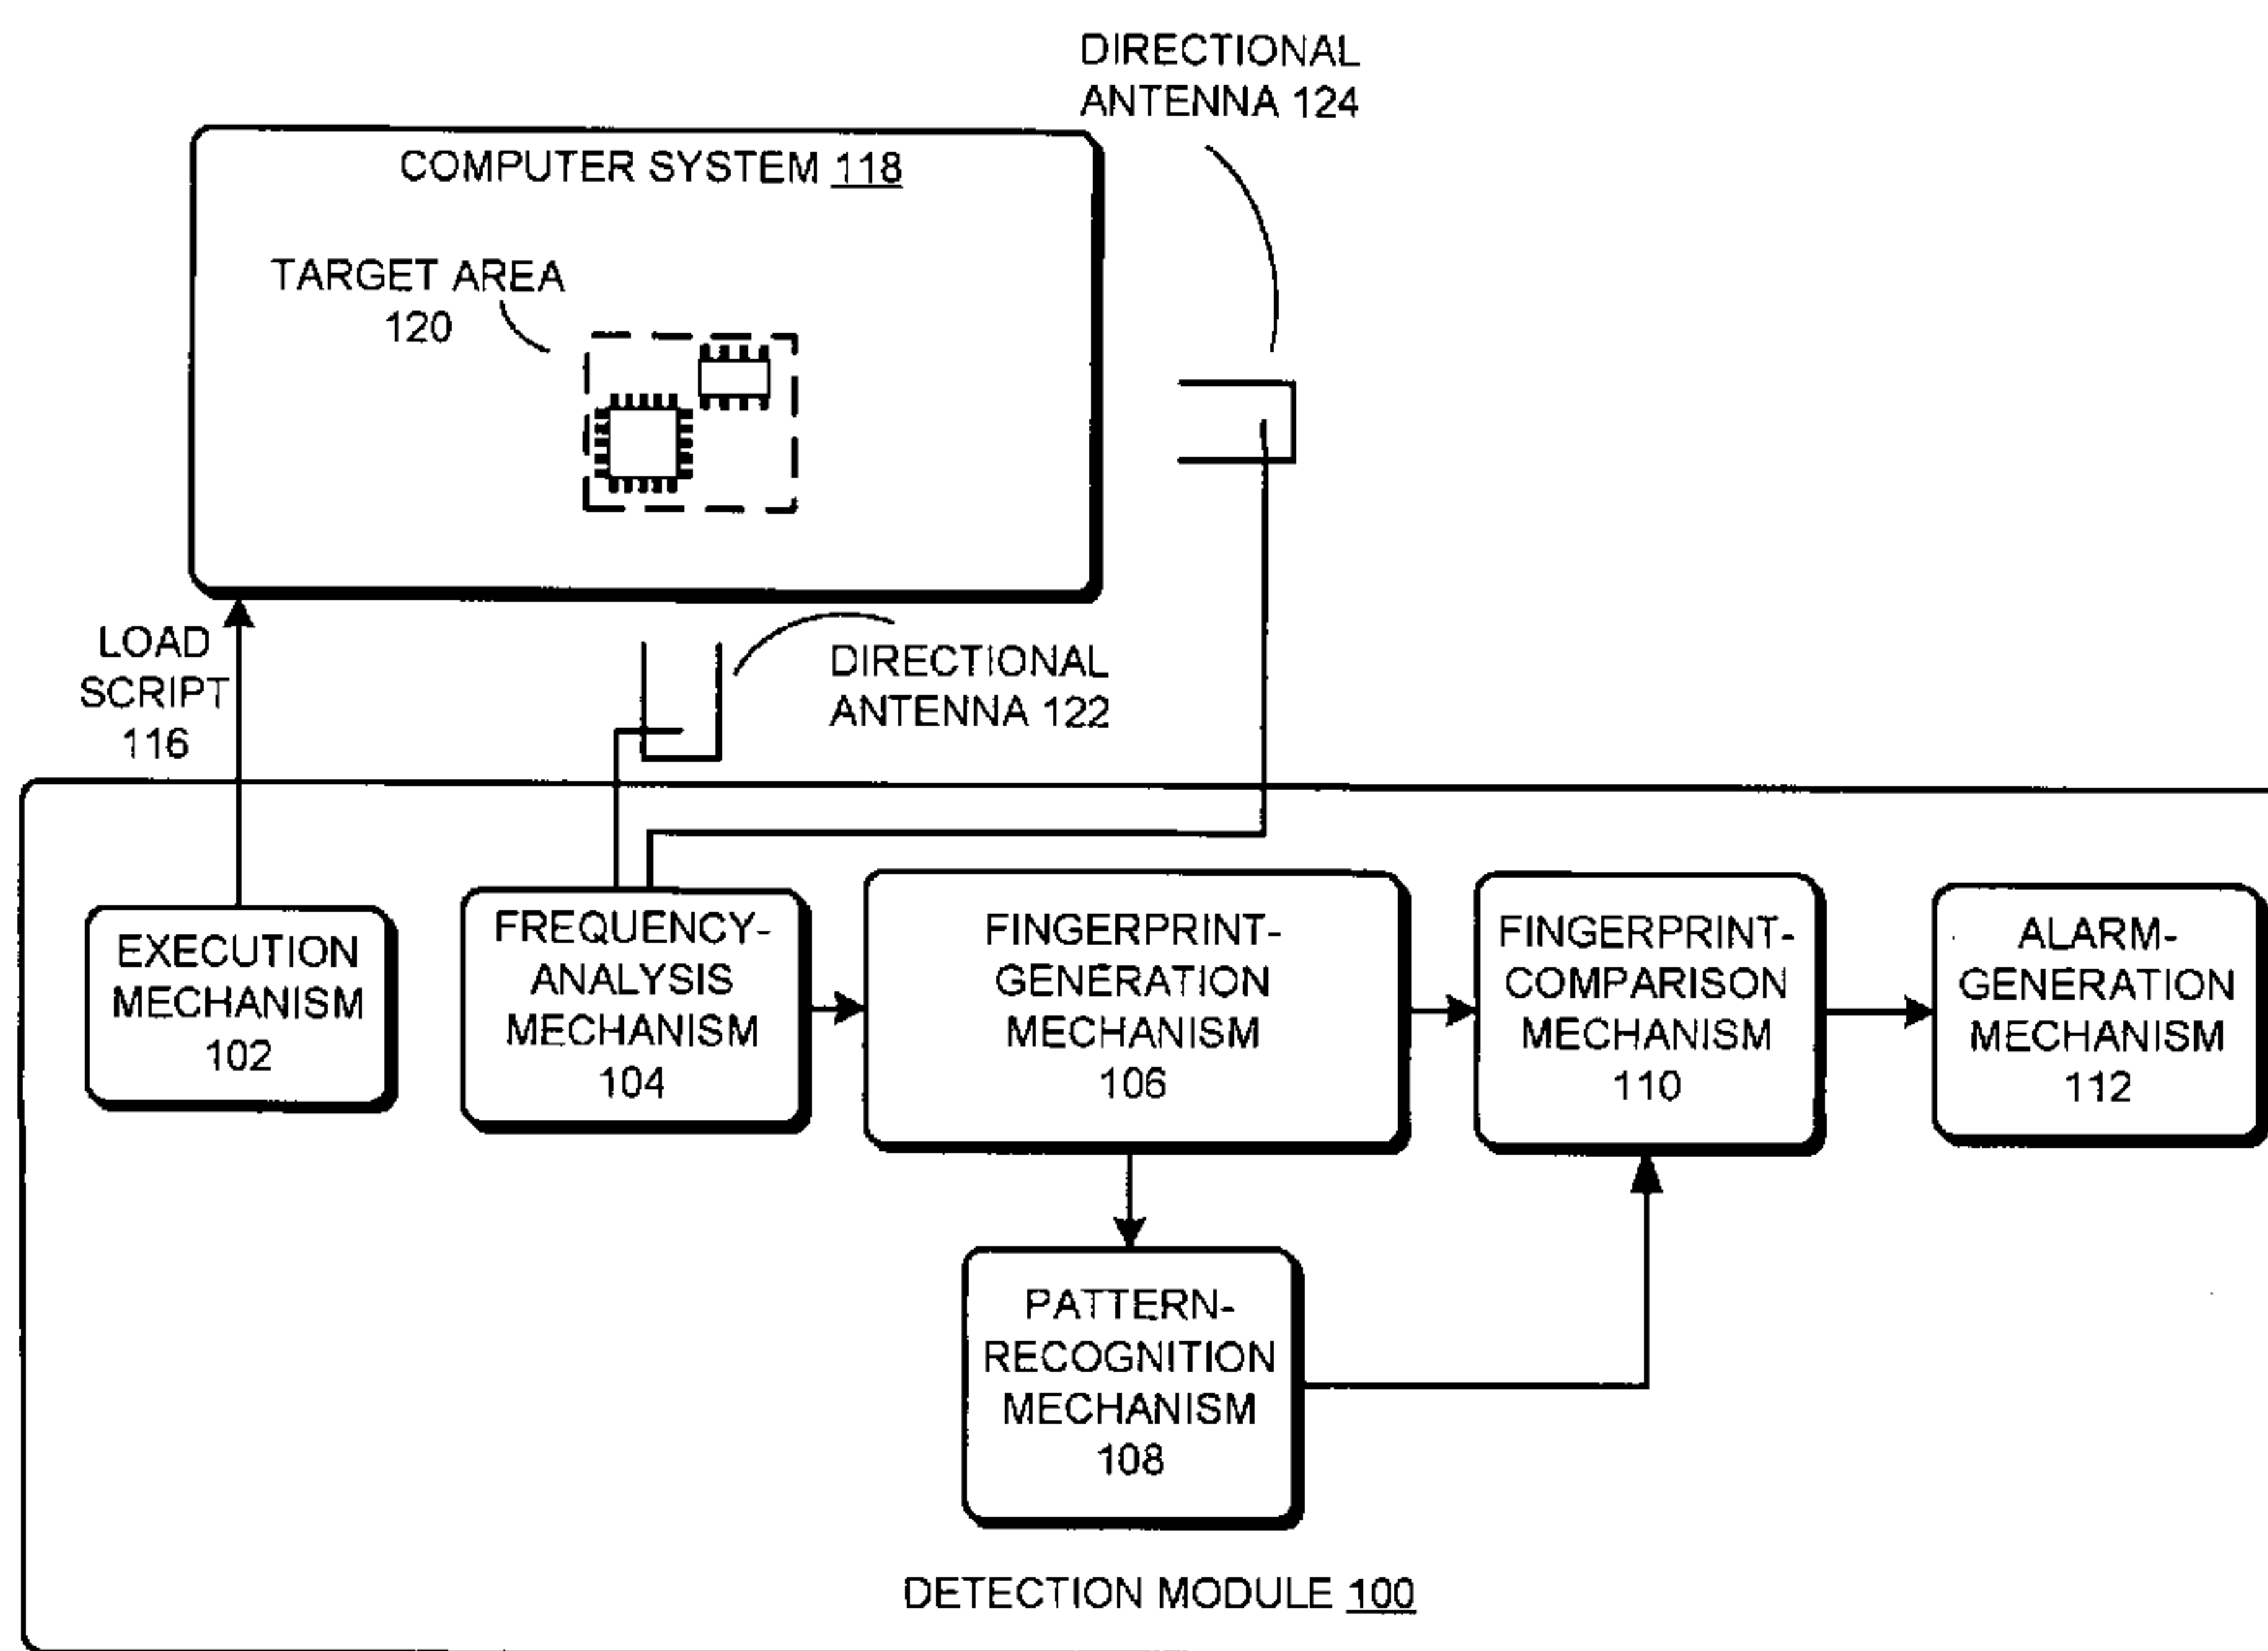 DIRECTIONAL
ANTENNA 124
COMPUTER SYSTEM 118
TARGET AREA
120
LOAD
SCRIPT
116
DIRECTIONAL
ANTENNA 122
EXECUTION
MECHANISM
102
FREQUENCY-
ANALYSIS
MECHANISM
104
FINGERPRINT-
GENERATION
MECHANISM
106
FINGERPRINT-
COMPARISON
MECHANISM
110
ALARM-
GENERATION
MECHANISM
112
PATTERN-
RECOGNITION
MECHANISM
108
DETECTION MODULE 100